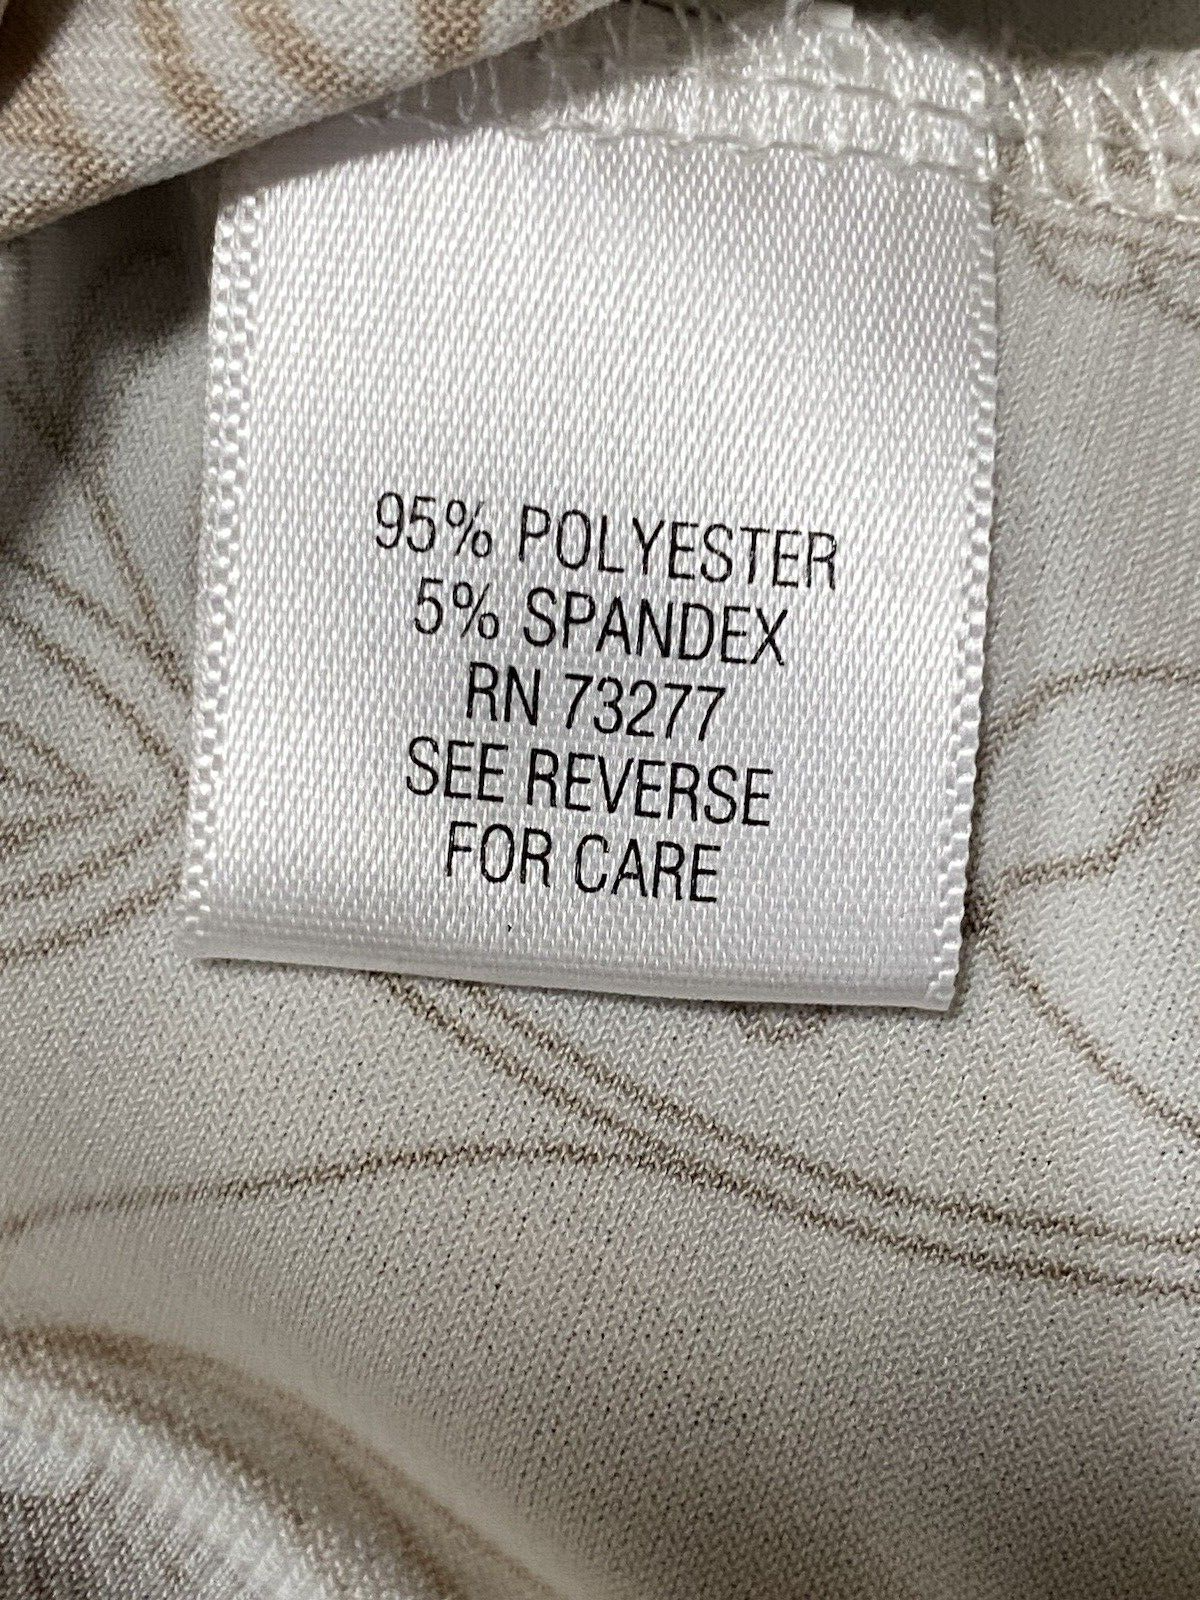 95% POLYESTER
5% SPANDEX
RN 73277
SEE REVERSE
FOR CARE